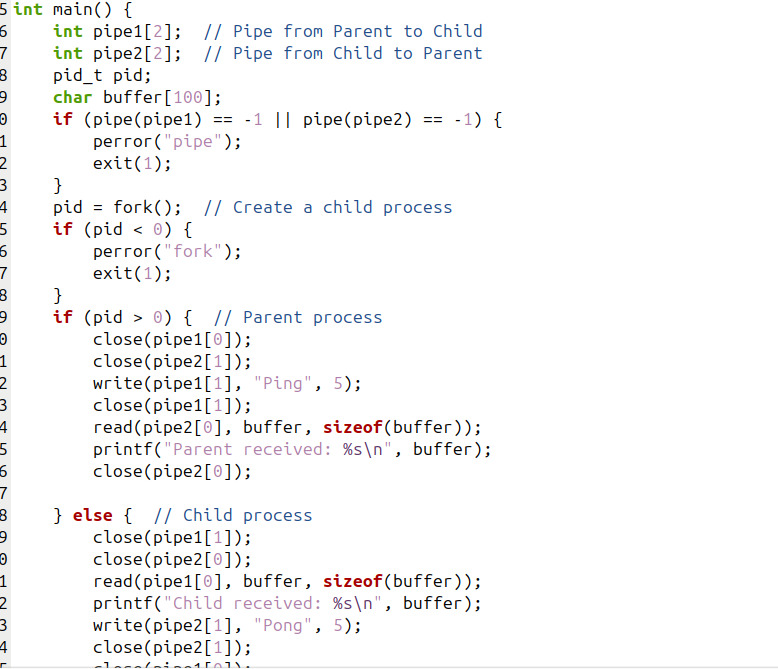 5 int main() {
6     int pipe1[2];  // Pipe from Parent to Child
7     int pipe2[2];  // Pipe from Child to Parent
8     pid_t pid;
9     char buffer[100];
0     if (pipe(pipe1) == -1 || pipe(pipe2) == -1) {
1         perror("pipe");
2         exit(1);
3     }
4     pid = fork();  // Create a child process
5     if (pid < 0) {
6         perror("fork");
7         exit(1);
8     }
9     if (pid > 0) {  // Parent process
0         close(pipe1[0]);
1         close(pipe2[1]);
2         write(pipe1[1], "Ping", 5);
3         close(pipe1[1]);
4         read(pipe2[0], buffer, sizeof(buffer));
5         printf("Parent received: %s\n", buffer);
6         close(pipe2[0]);
7
8     } else {  // Child process
9         close(pipe1[1]);
0         close(pipe2[0]);
1         read(pipe1[0], buffer, sizeof(buffer));
2         printf("Child received: %s\n", buffer);
3         write(pipe2[1], "Pong", 5);
4         close(pipe2[1]);
5         close(pipe1[0]);